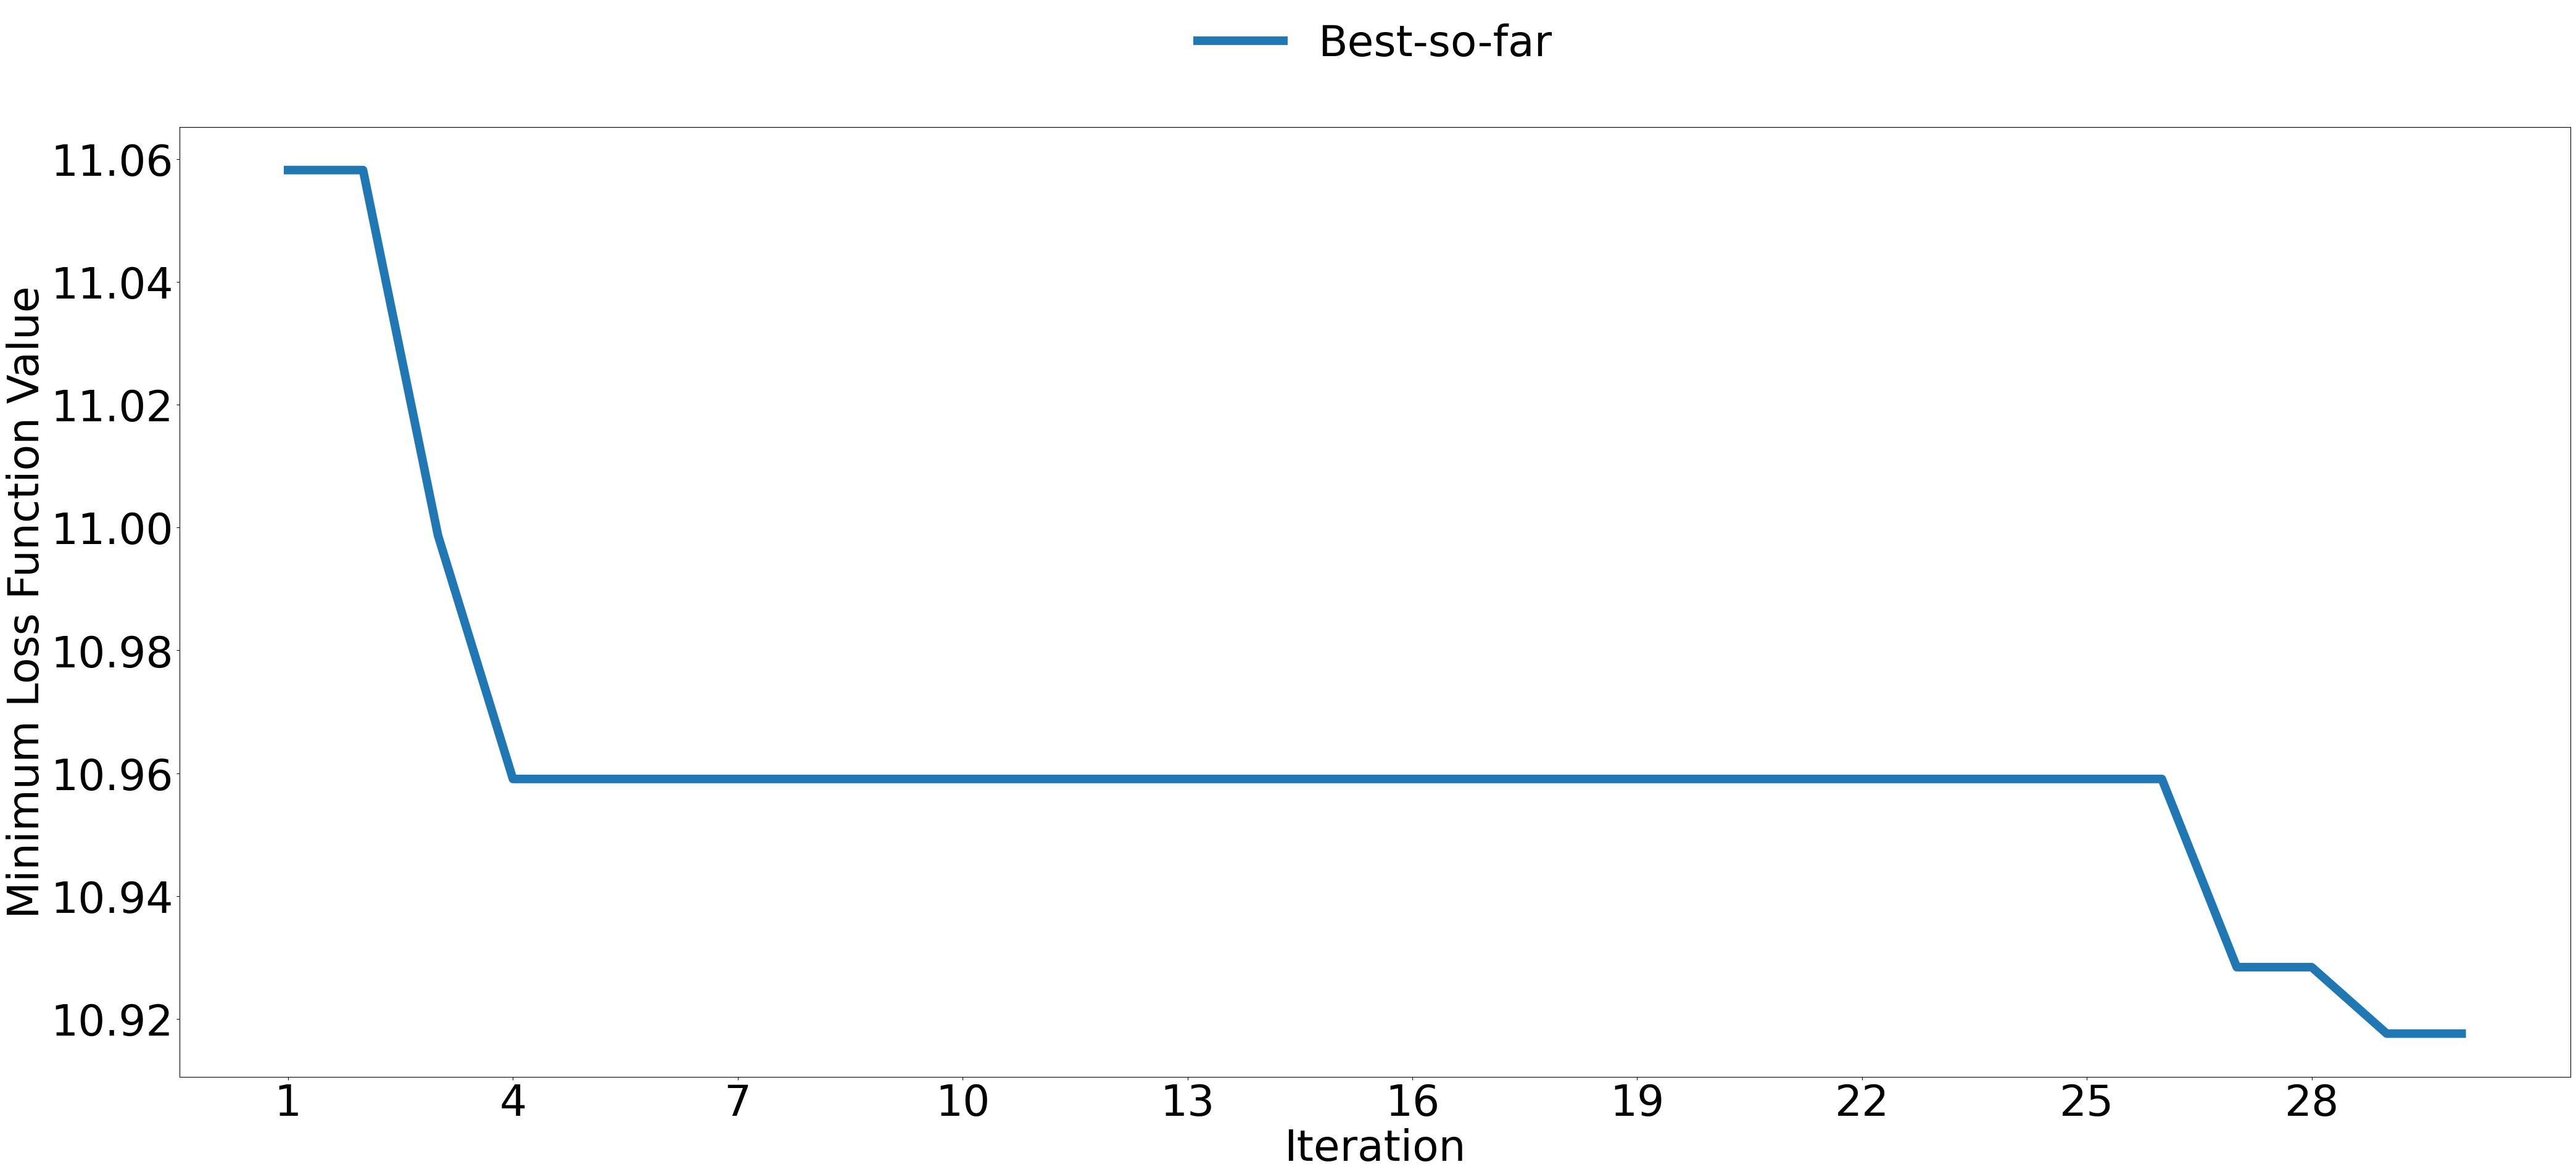 Best-so-far
Minimum Loss Function Value
11.06
11.04
11.02
11.00
10.98
10.96
10.94
10.92
1 4 7 10 13 16 19 22 25 28
Iteration